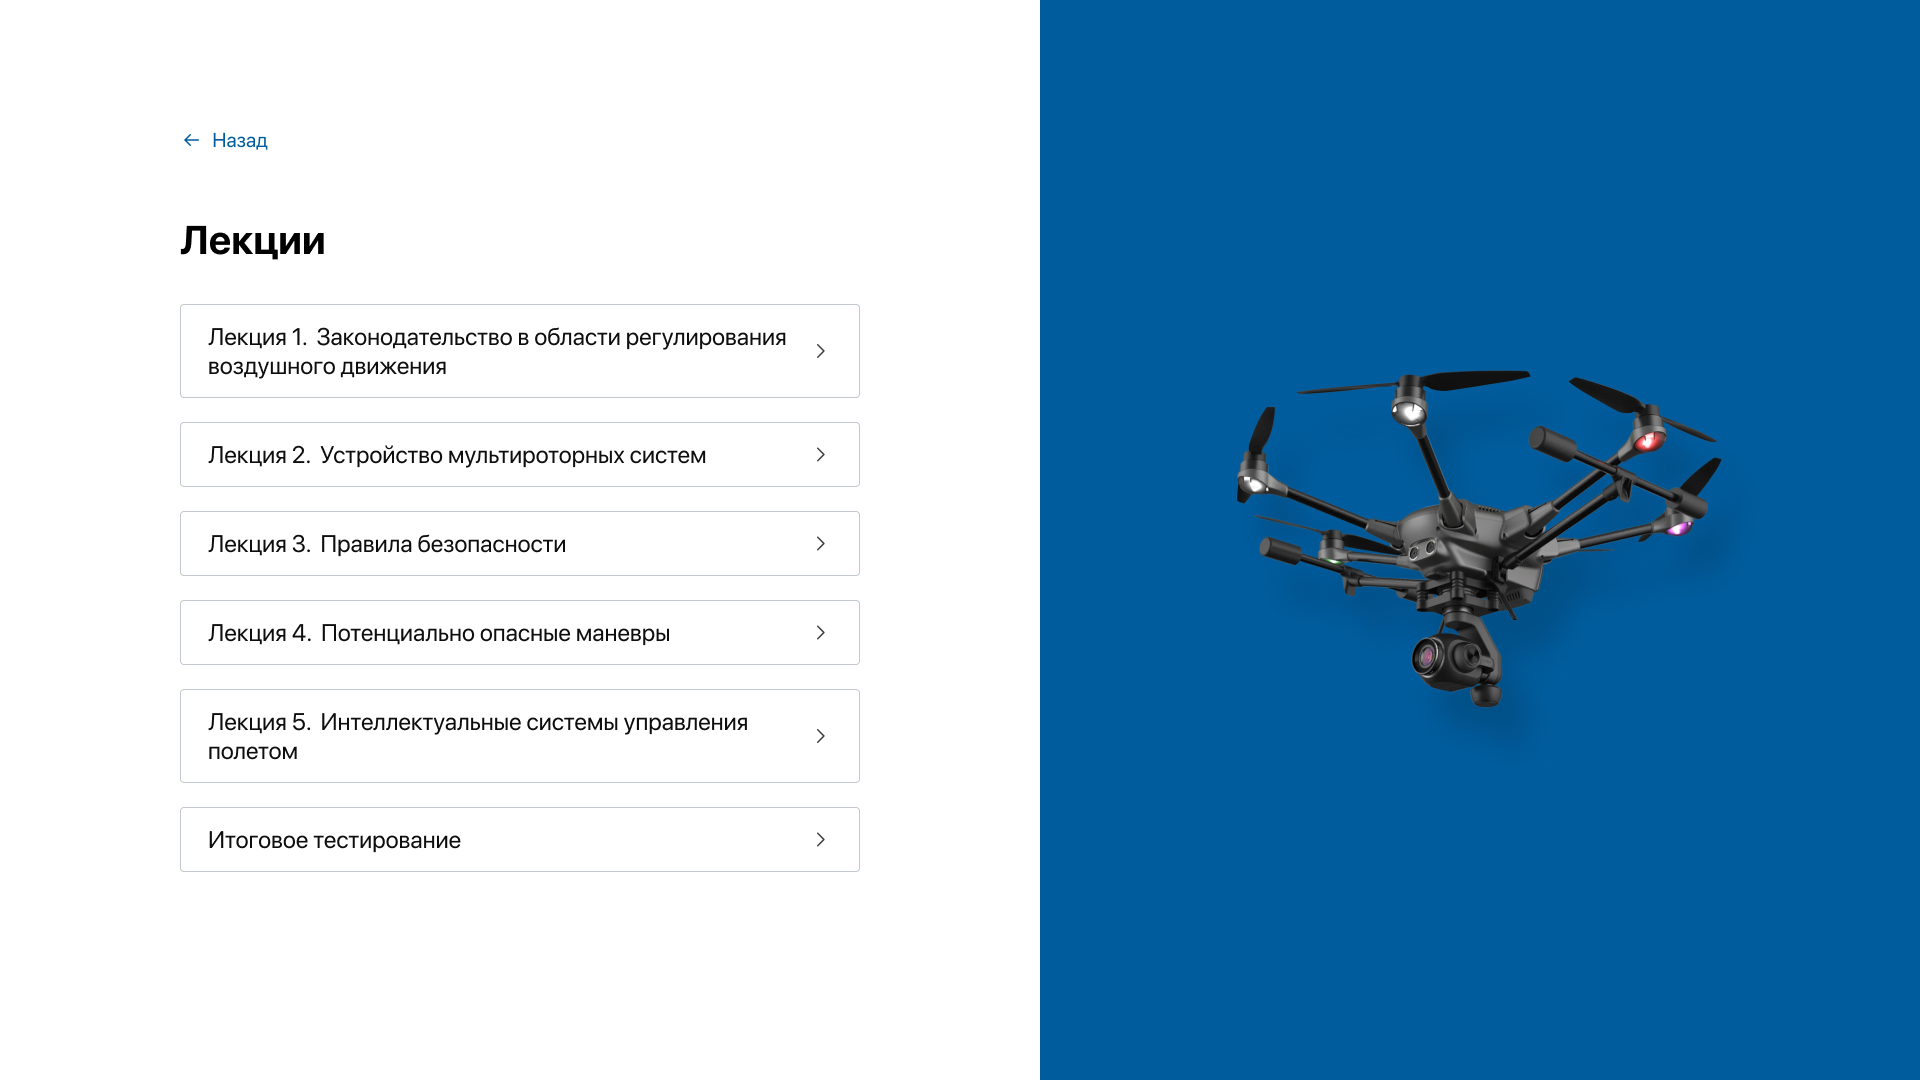 Назад
Лекции
Лекция 1. Законодательство в области регулирования
воздушного движения
Лекция 2. Устройство мультироторных систем
Лекция 3. Правила безопасности
Лекция 4. Потенциально опасные маневры
Лекция 5. Интеллектуальные системы управления
полетом
Итоговое тестирование